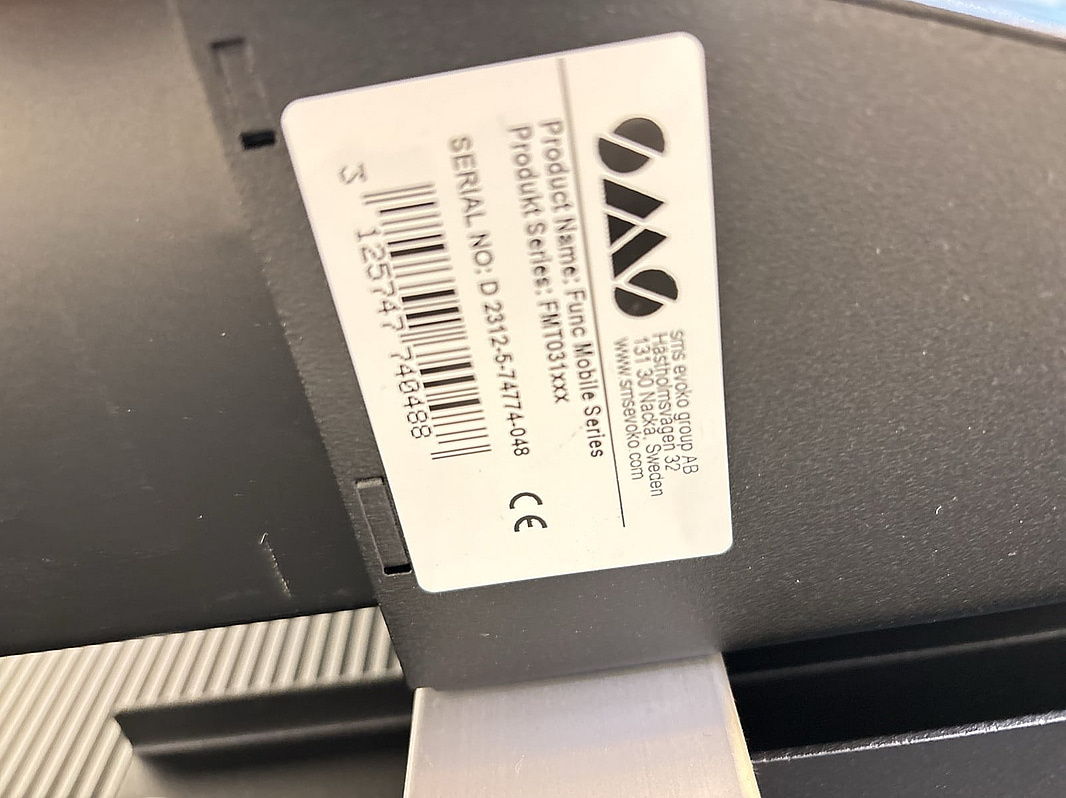 sms evoko group AB
Hästholmsvägen 32
131 30 Nacka, Sweden
www.smsevoko.com
Product Name: Func Mobile Series
Produkt Series: FMT031xxx
SERIAL NO: D 2312-5-74774-048
CE
3 125747 740488